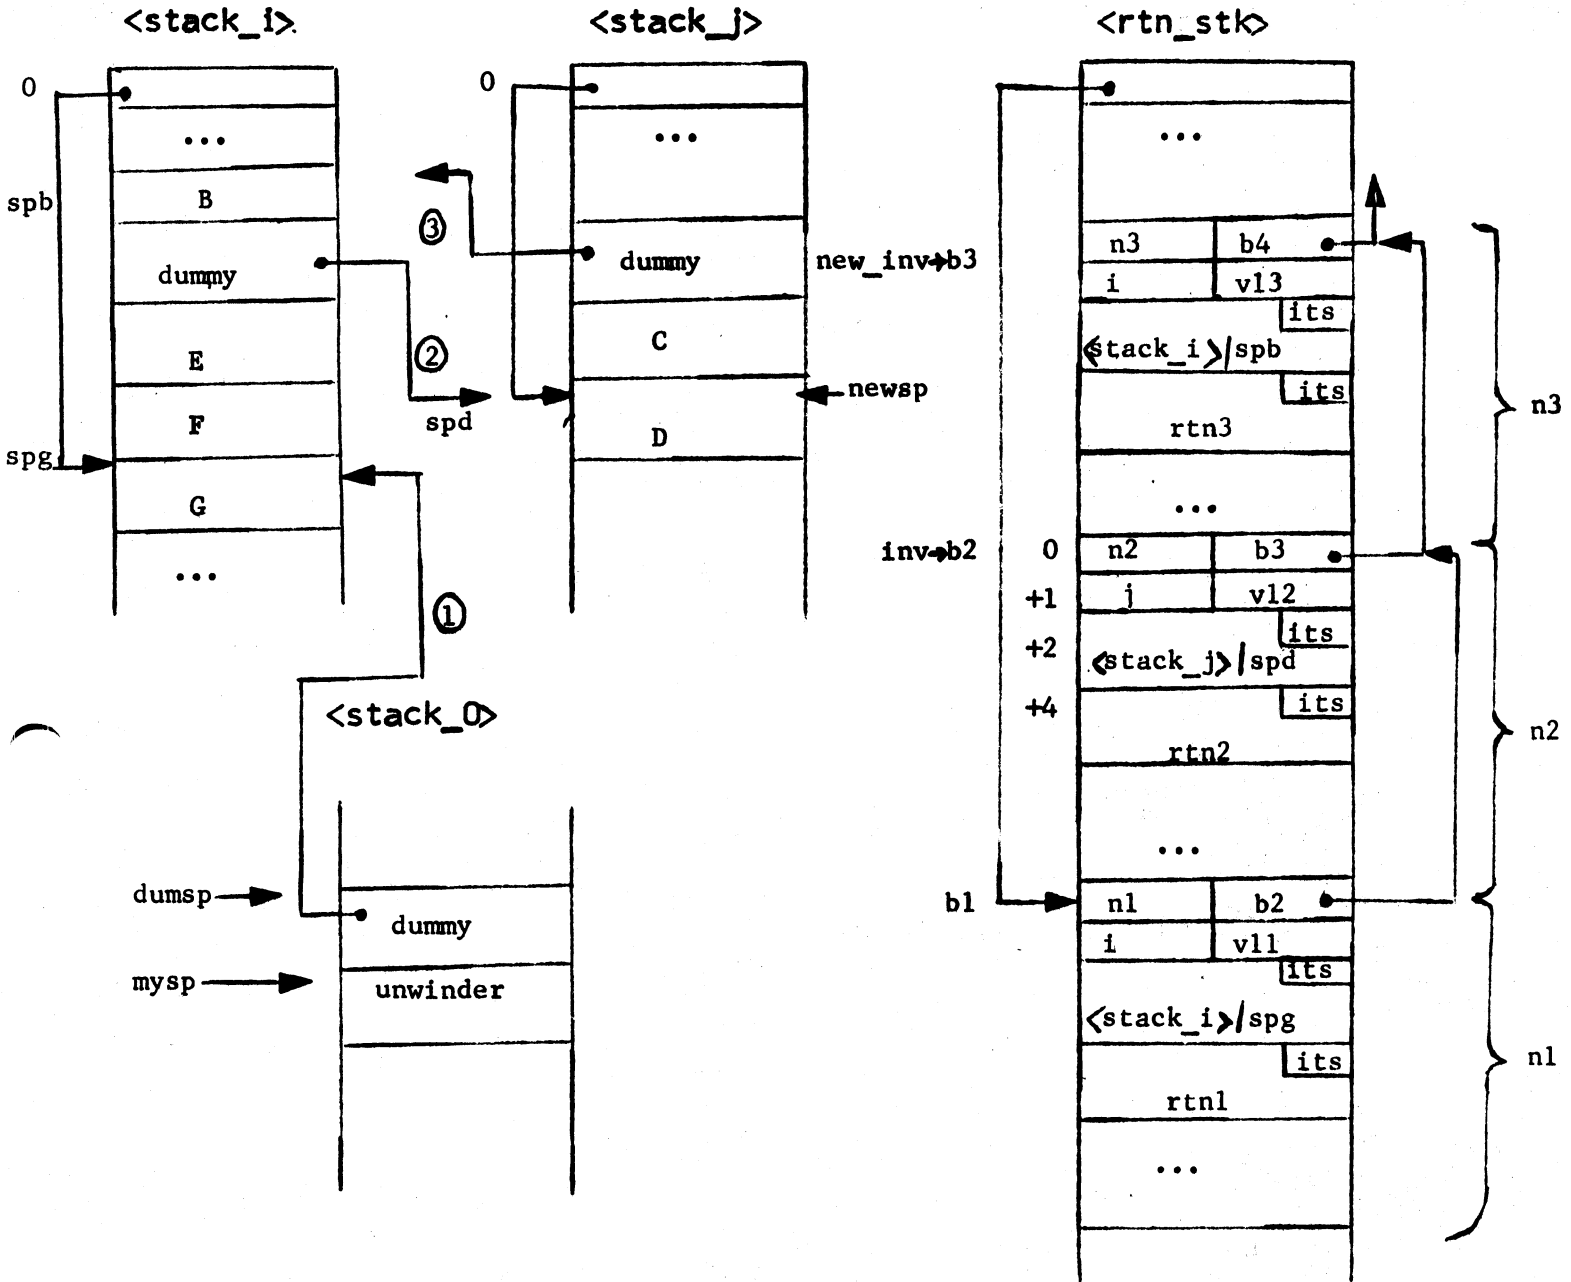 <stack_i>.
<stack_j>
<rtn_stk>
0
...
spb
B
dummy
E
F
spg
G
...
②
spd
①
0
...
③
dummy
C
newsp
D
new_inv→b3
inv→b2
...
n3 b4
i vl3
its
<stack_i>/spb
its
rtn3
...
n3
0 n2 b3
+1 j vl2
its
+2
<stack_j>/spd
+4 its
rtn2
...
n2
b1 n1 b2
i vl1
its
<stack_i>/spg
its
rtn1
...
n1
<stack_0>
dumsp
dummy
mysp
unwinder